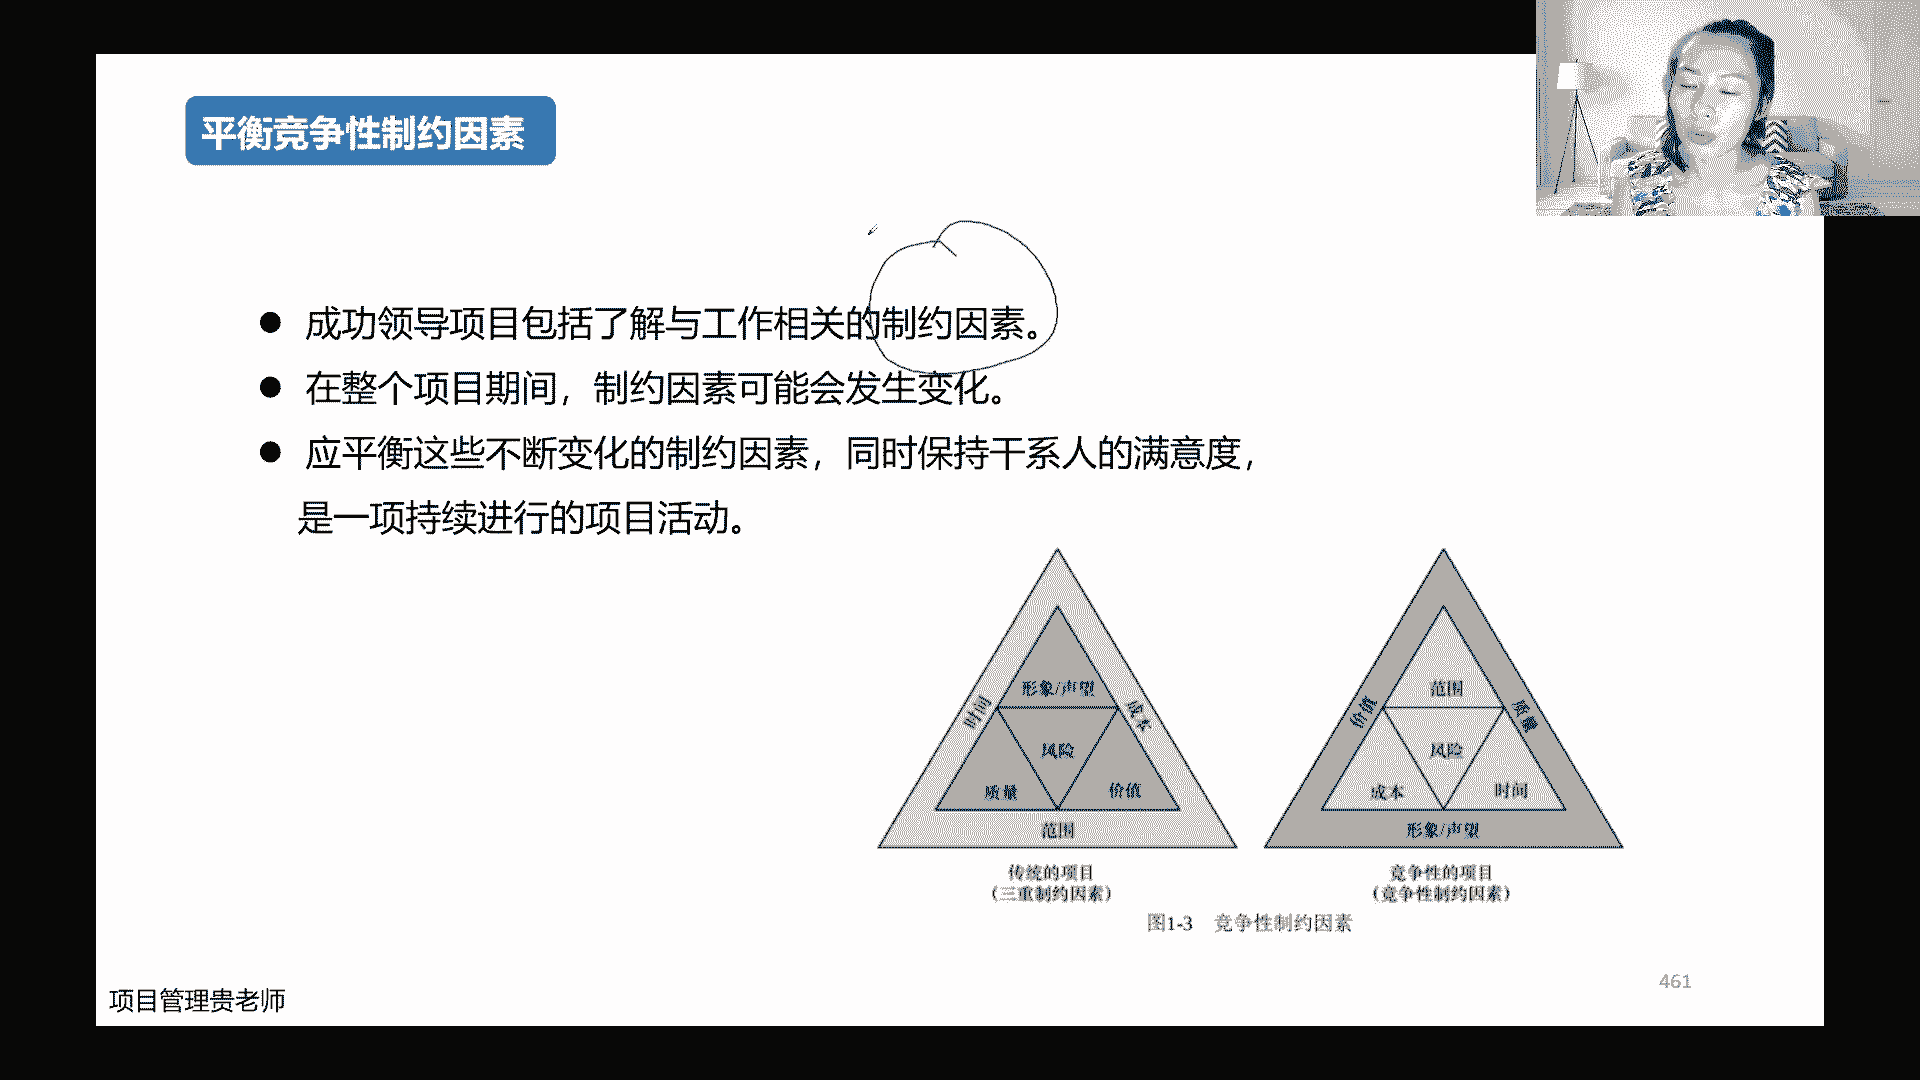 平衡竞争性制约因素
● 成功领导项目包括了解与工作相关的制约因素。
● 在整个项目期间，制约因素可能会发生变化。
● 应平衡这些不断变化的制约因素，同时保持干系人的满意度，
是一项持续进行的项目活动。
时间
成本
形象/声望
风险
质量
价值
范围
传统的项目
（三重制约因素）
价值
质量
范围
风险
成本
时间
形象/声望
竞争性的项目
（竞争性制约因素）
图1-3 竞争性制约因素
461
项目管理贵老师